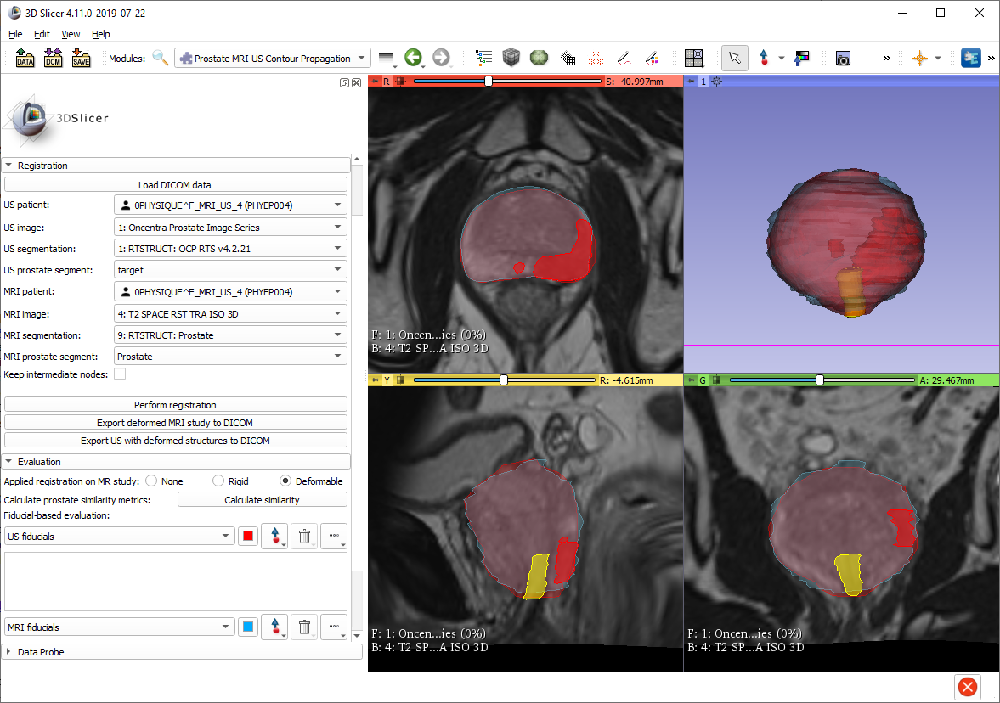 3D Slicer 4.11.0-2019-07-22
File Edit View Help
DATA DCM SAVE Modules: Prostate MRI-US Contour Propagation » »
3DSlicer
Registration
Load DICOM data
US patient: 0PHYSIQUE^F_MRI_US_4 (PHYEP004)
US image: 1: Oncentra Prostate Image Series
US segmentation: 1: RTSTRUCT: OCP RTS v4.2.21
US prostate segment: target
MRI patient: 0PHYSIQUE^F_MRI_US_4 (PHYEP004)
MRI image: 4: T2 SPACE RST TRA ISO 3D
MRI segmentation: 9: RTSTRUCT: Prostate
MRI prostate segment: Prostate
Keep intermediate nodes:
Perform registration
Export deformed MRI study to DICOM
Export US with deformed structures to DICOM
Evaluation
Applied registration on MR study: None Rigid Deformable
Calculate prostate similarity metrics: Calculate similarity
Fiducial-based evaluation:
US fiducials
MRI fiducials
Data Probe
R S: -40.997mm
F: 1: Oncen...ies (0%)
B: 4: T2 SP...A ISO 3D
1
Y R: -4.615mm
F: 1: Oncen...ies (0%)
B: 4: T2 SP...A ISO 3D
G A: 29.467mm
F: 1: Oncen...ies (0%)
B: 4: T2 SP...A ISO 3D